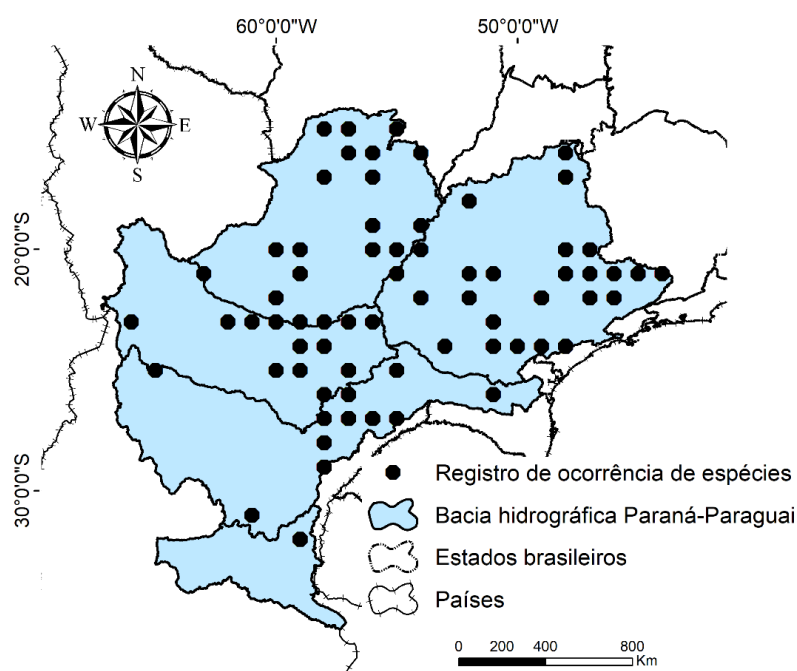 60°0'0"W
50°0'0"W
N
W
E
S
20°0'0"S
30°0'0"S
Registro de ocorrência de espécies
Bacia hidrográfica Paraná-Paraguai
Estados brasileiros
Países
0 200 400 800
Km